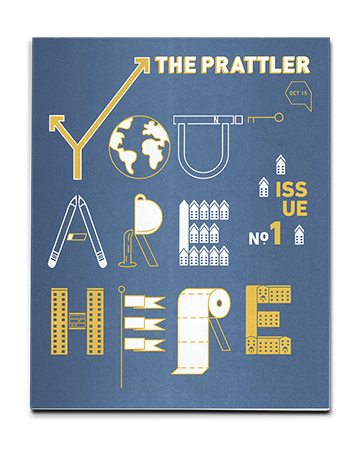 THE PRATTLER
OCT 15
YOU
N
ARE
ISS
UE
Nº1
HERE